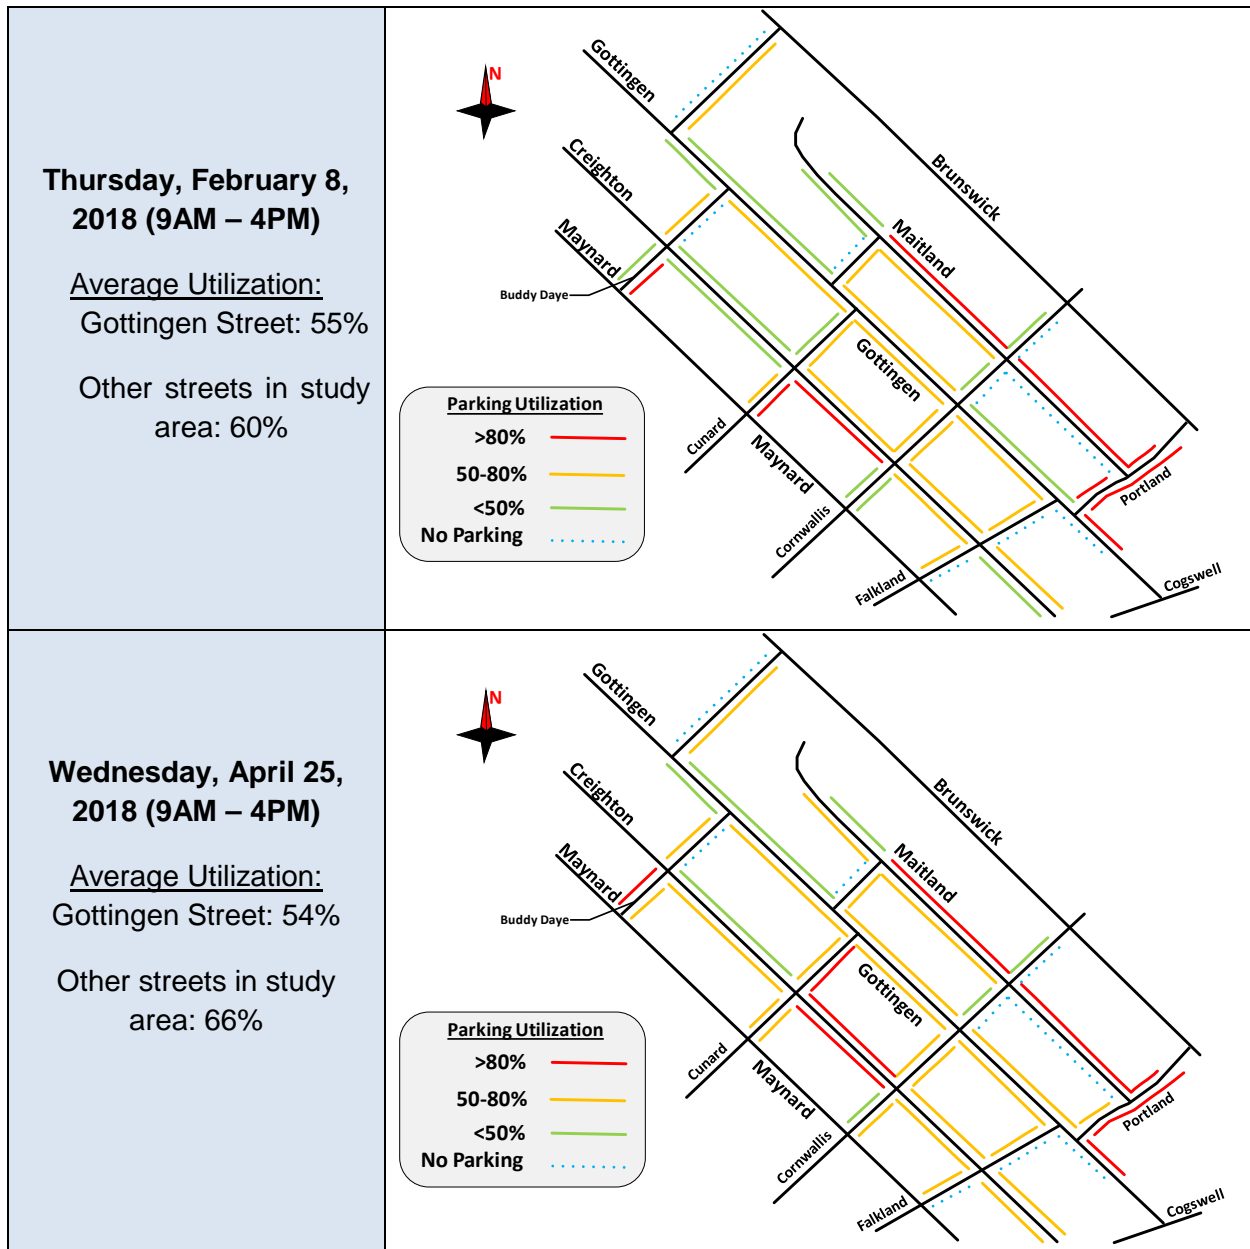 Thursday, February 8,
2018 (9AM – 4PM)
Average Utilization:
Gottingen Street: 55%
Other streets in study
area: 60%
N
Gottingen
Creighton
Maynard
Buddy Daye
Brunswick
Maitland
Gottingen
Parking Utilization
>80%
50-80%
<50%
No Parking
Cunard
Maynard
Cornwallis
Falkland
Portland
Cogswell
Wednesday, April 25,
2018 (9AM – 4PM)
Average Utilization:
Gottingen Street: 54%
Other streets in study
area: 66%
N
Gottingen
Creighton
Maynard
Buddy Daye
Brunswick
Maitland
Gottingen
Parking Utilization
>80%
50-80%
<50%
No Parking
Cunard
Maynard
Cornwallis
Falkland
Portland
Cogswell